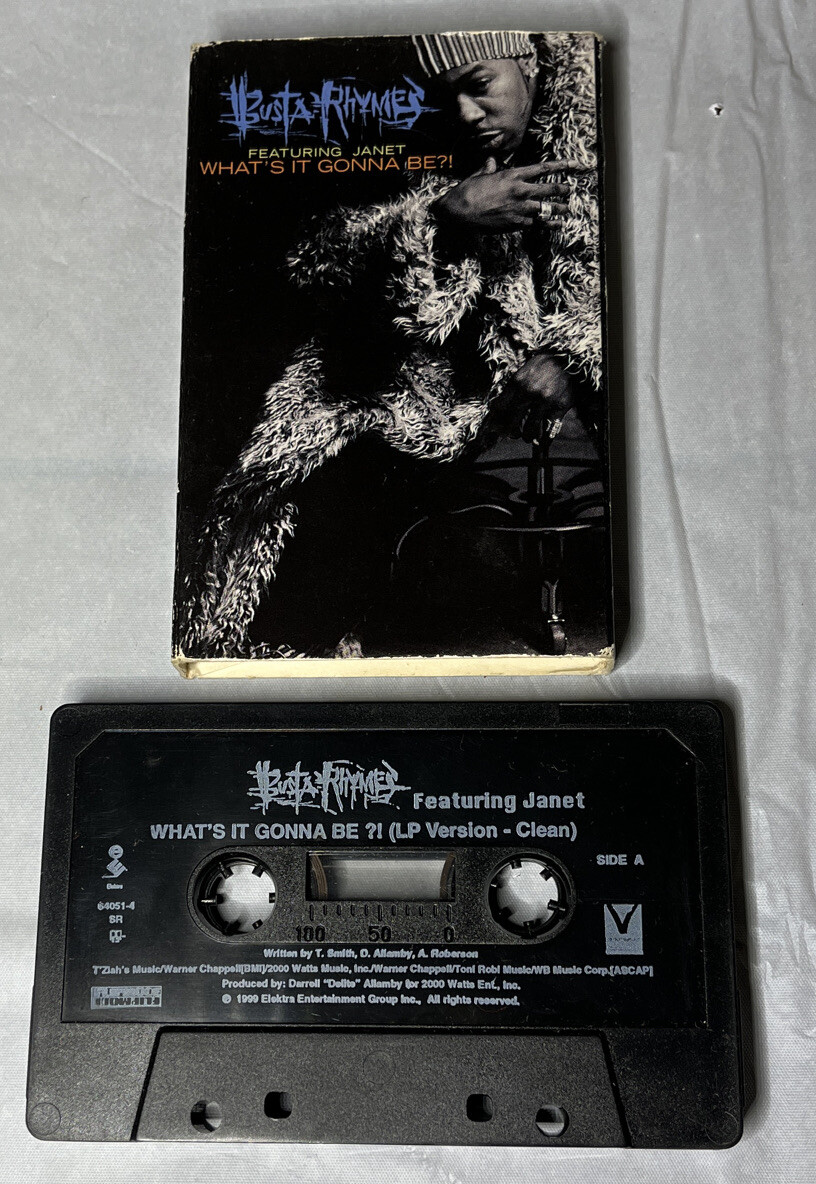 BUSTA RHYMES
FEATURING JANET
WHAT'S IT GONNA BE?!
BUSTA RHYMES Featuring Janet
WHAT'S IT GONNA BE ?! (LP Version - Clean)
SIDE A
Elektra
64051-4
SR
100 50 0
Written by T. Smith, D. Allamby, A. Roberson
T'Ziah's Music/Warner Chappell[BMI]/2000 Watts Music, Inc./Warner Chappell/Toni Robi Music/WB Music Corp.[ASCAP]
Produced by: Darrell "Delite" Allamby for 2000 Watts Ent., Inc.
℗ 1999 Elektra Entertainment Group Inc., All rights reserved.
FLIPMODE